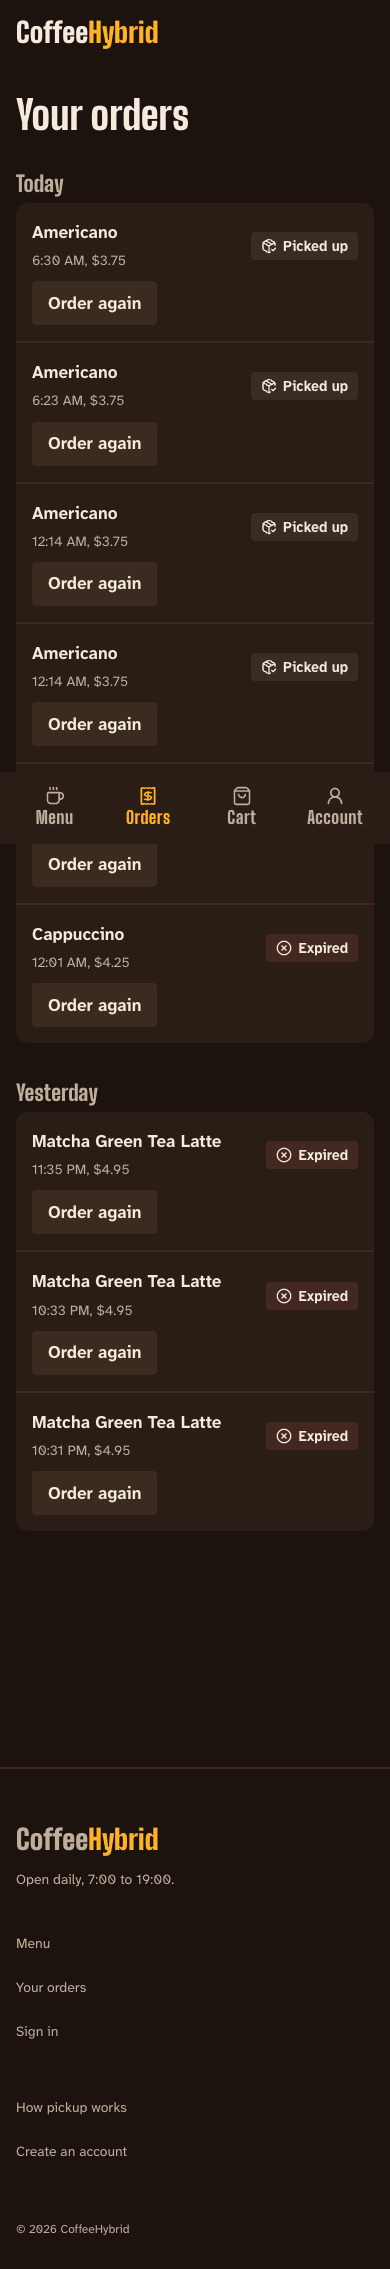 CoffeeHybrid
Your orders
Today
Americano
Picked up
6:30 AM, $3.75
Order again
Americano
Picked up
6:23 AM, $3.75
Order again
Americano
Picked up
12:14 AM, $3.75
Order again
Americano
Picked up
12:14 AM, $3.75
Order again
Menu
Orders
Cart
Account
Order again
Cappuccino
Expired
12:01 AM, $4.25
Order again
Yesterday
Matcha Green Tea Latte
Expired
11:35 PM, $4.95
Order again
Matcha Green Tea Latte
Expired
10:33 PM, $4.95
Order again
Matcha Green Tea Latte
Expired
10:31 PM, $4.95
Order again
CoffeeHybrid
Open daily, 7:00 to 19:00.
Menu
Your orders
Sign in
How pickup works
Create an account
© 2026 CoffeeHybrid